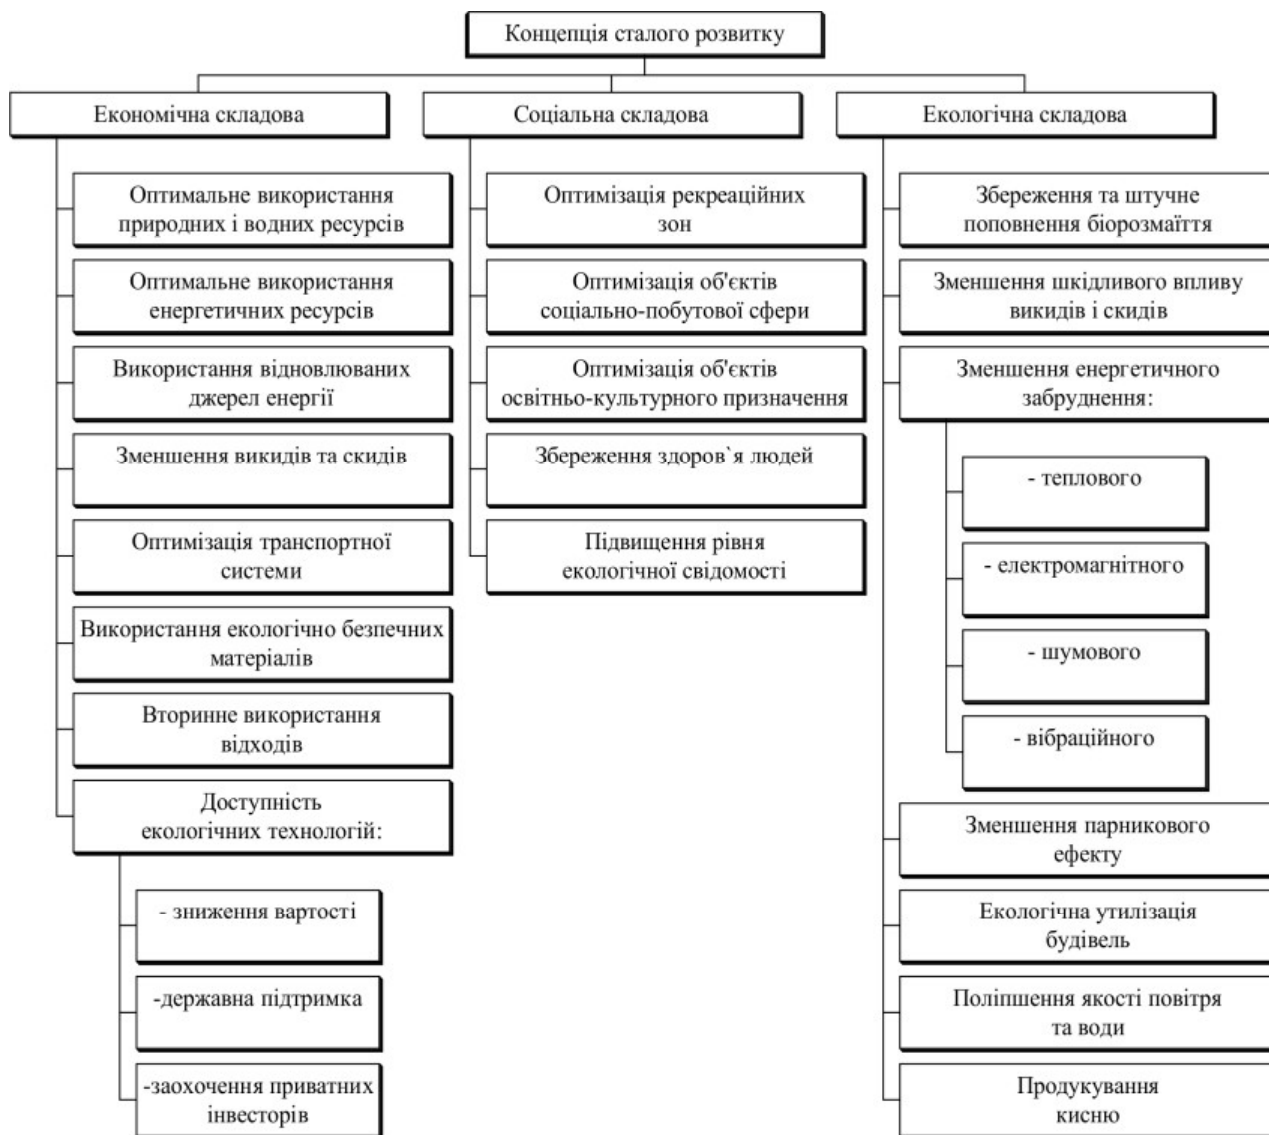 Концепція сталого розвитку
Економічна складова
Оптимальне використання
природних і водних ресурсів
Оптимальне використання
енергетичних ресурсів
Використання відновлюваних
джерел енергії
Зменшення викидів та скидів
Оптимізація транспортної
системи
Використання екологічно безпечних
матеріалів
Вторинне використання
відходів
Доступність
екологічних технологій:
- зниження вартості
-державна підтримка
-заохочення приватних
інвесторів
Соціальна складова
Оптимізація рекреаційних
зон
Оптимізація об'єктів
соціально-побутової сфери
Оптимізація об'єктів
освітньо-культурного призначення
Збереження здоров`я людей
Підвищення рівня
екологічної свідомості
Екологічна складова
Збереження та штучне
поповнення біорозмаїття
Зменшення шкідливого впливу
викидів і скидів
Зменшення енергетичного
забруднення:
- теплового
- електромагнітного
- шумового
- вібраційного
Зменшення парникового
ефекту
Екологічна утилізація
будівель
Поліпшення якості повітря
та води
Продукування
кисню